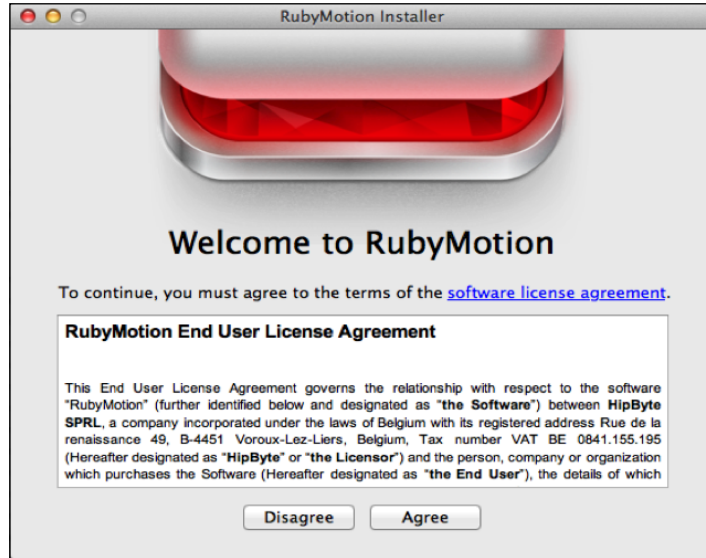 RubyMotion Installer
Welcome to RubyMotion
To continue, you must agree to the terms of the software license agreement.
RubyMotion End User License Agreement
This End User License Agreement governs the relationship with respect to the software
"RubyMotion" (further identified below and designated as "the Software") between HipByte
SPRL, a company incorporated under the laws of Belgium with its registered address Rue de la
renaissance 49, B-4451 Voroux-Lez-Liers, Belgium, Tax number VAT BE 0841.155.195
(Hereafter designated as "HipByte" or "the Licensor") and the person, company or organization
which purchases the Software (Hereafter designated as "the End User"), the details of which
Disagree
Agree